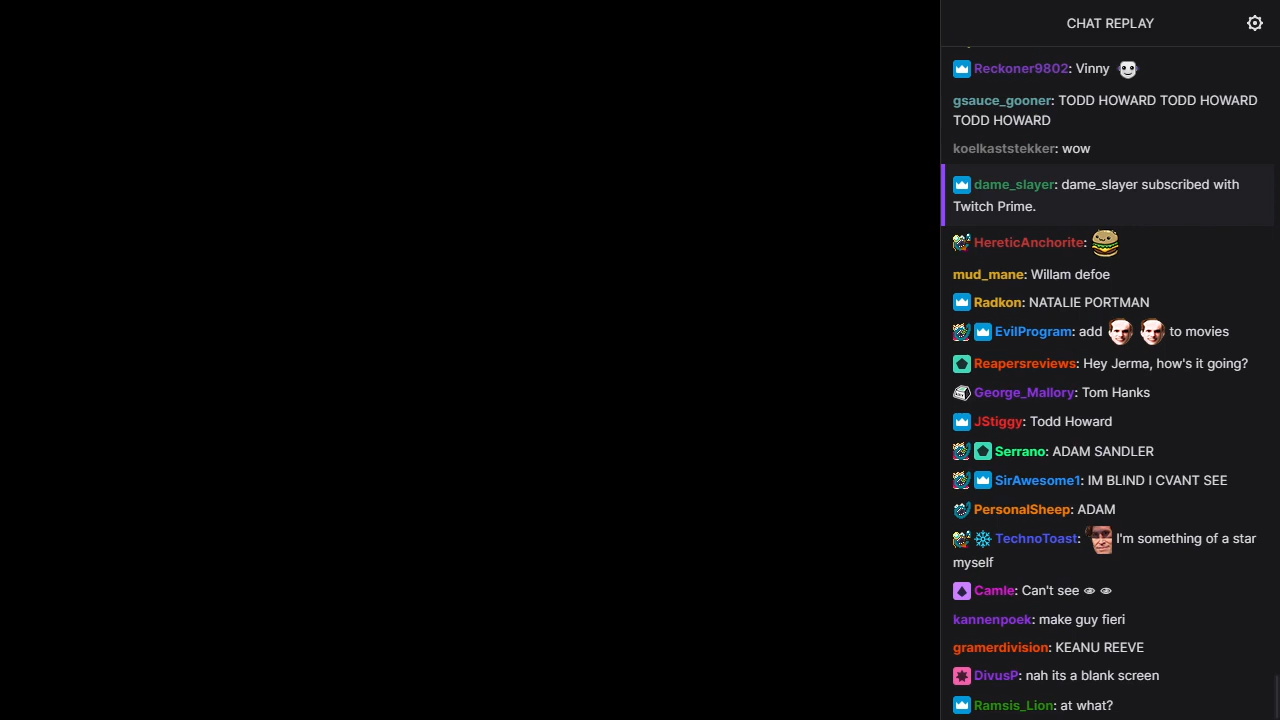 CHAT REPLAY
Reckoner9802: Vinny
gsauce_gooner: TODD HOWARD TODD HOWARD
TODD HOWARD
koelkaststekker: wow
dame_slayer: dame_slayer subscribed with
Twitch Prime.
HereticAnchorite:
mud_mane: Willam defoe
Radkon: NATALIE PORTMAN
EvilProgram: add to movies
Reapersreviews: Hey Jerma, how's it going?
George_Mallory: Tom Hanks
JStiggy: Todd Howard
Serrano: ADAM SANDLER
SirAwesome1: IM BLIND I CVANT SEE
PersonalSheep: ADAM
TechnoToast: I'm something of a star
myself
Camle: Can't see 👁 👁
kannenpoek: make guy fieri
gramerdivision: KEANU REEVE
DivusP: nah its a blank screen
Ramsis_Lion: at what?